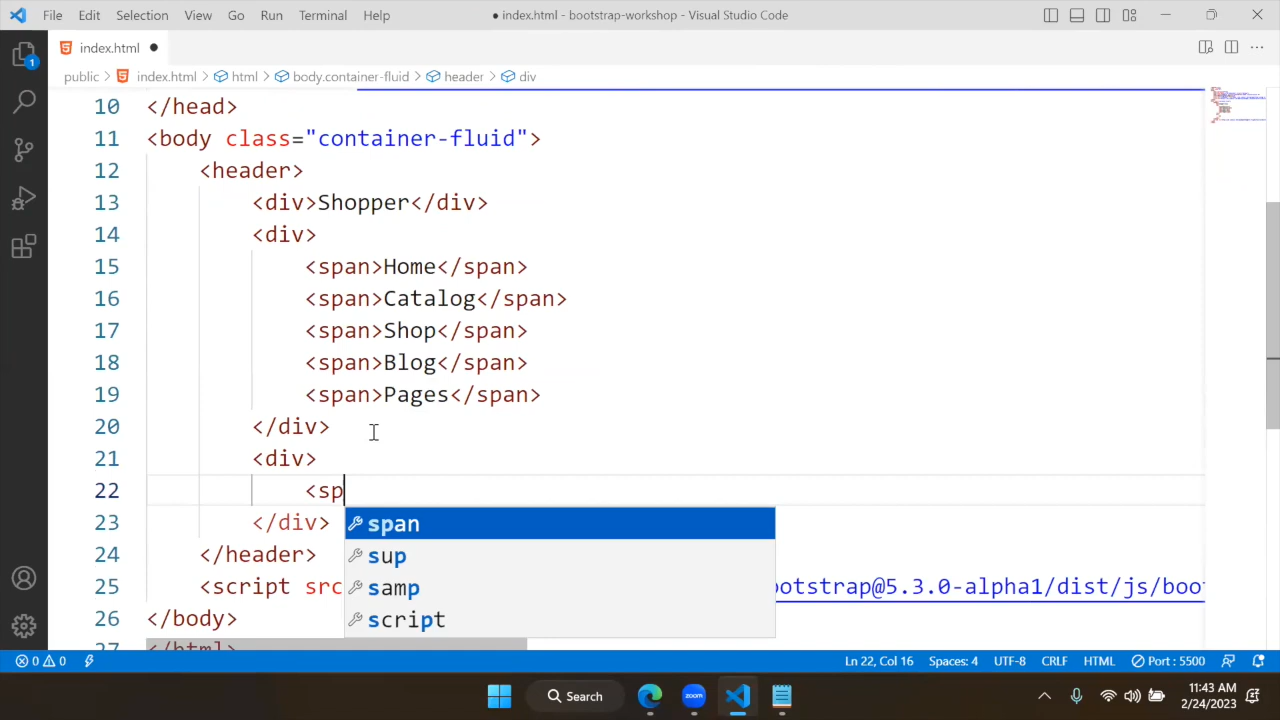 File Edit Selection View Go Run Terminal Help
● index.html - bootstrap-workshop - Visual Studio Code
index.html ●
1
public > index.html > html > body.container-fluid > header > div
10 </head>
11 <body class="container-fluid">
12 <header>
13 <div>Shopper</div>
14 <div>
15 <span>Home</span>
16 <span>Catalog</span>
17 <span>Shop</span>
18 <span>Blog</span>
19 <span>Pages</span>
20 </div>
21 <div>
22 <sp
23 </div>
span
sup
samp
script
24 </header>
25 <script src ootstrap@5.3.0-alpha1/dist/js/boo
26 </body>
27 </html>
0 0 Ln 22, Col 16 Spaces: 4 UTF-8 CRLF HTML Port : 5500
Search
zoom
11:43 AM
2/24/2023